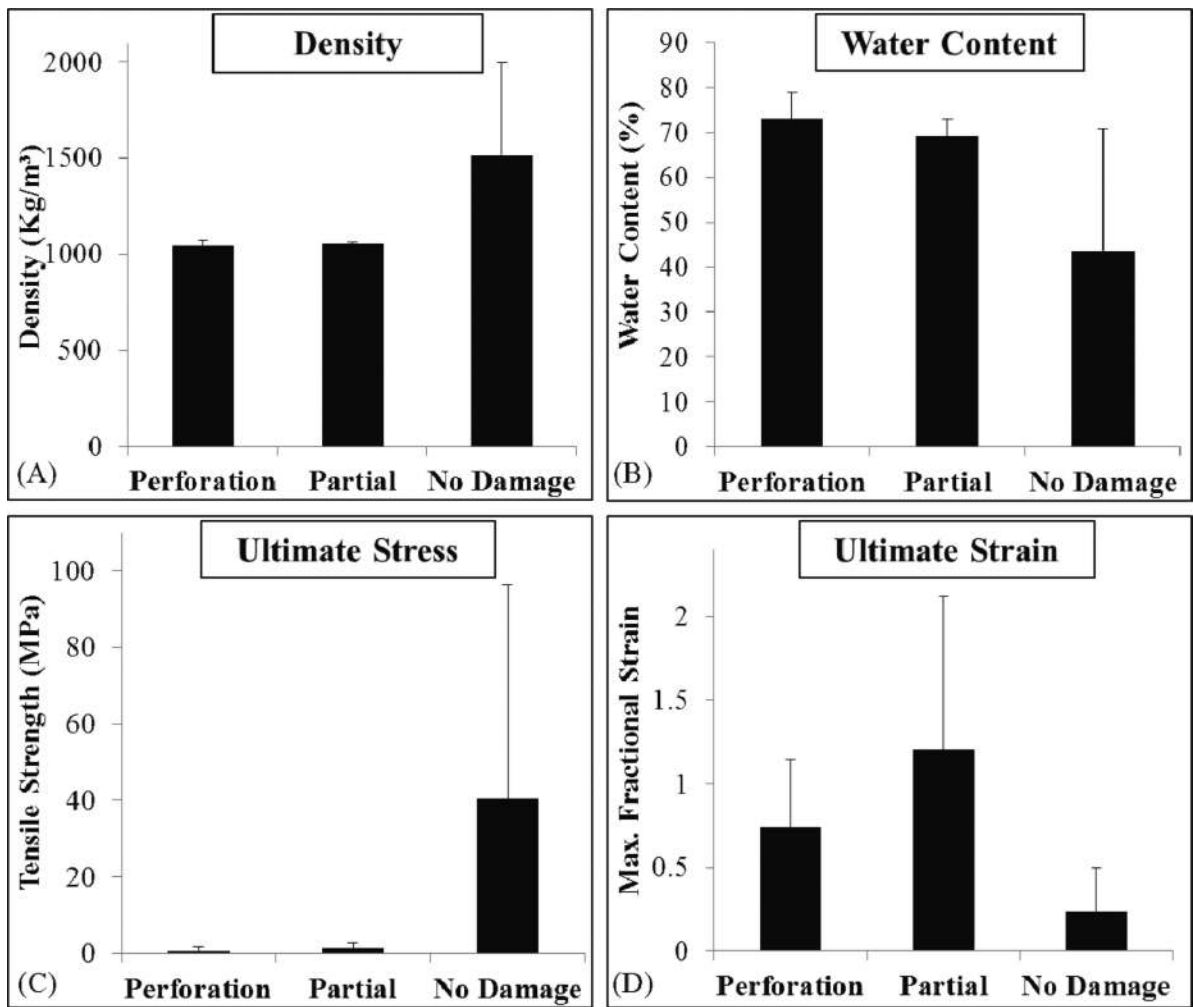 Density
Density (Kg/m³)
2000
1500
1000
500
0
Perforation Partial No Damage
(A)
Water Content
Water Content (%)
90
80
70
60
50
40
30
20
10
0
Perforation Partial No Damage
(B)
Ultimate Stress
Tensile Strength (MPa)
100
80
60
40
20
0
Perforation Partial No Damage
(C)
Ultimate Strain
Max. Fractional Strain
2
1.5
1
0.5
0
Perforation Partial No Damage
(D)